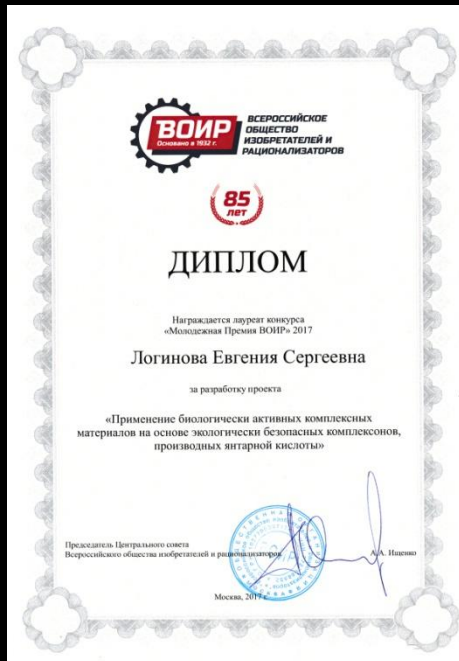 ВОИР
Основано в 1932 г.
ВСЕРОССИЙСКОЕ
ОБЩЕСТВО
ИЗОБРЕТАТЕЛЕЙ И
РАЦИОНАЛИЗАТОРОВ
85
лет
ДИПЛОМ
Награждается лауреат конкурса
«Молодежная Премия ВОИР» 2017
Логинова Евгения Сергеевна
за разработку проекта
«Применение биологически активных комплексных
материалов на основе экологически безопасных комплексонов,
производных янтарной кислоты»
Председатель Центрального совета
Всероссийского общества изобретателей и рационализаторов
А.А. Ищенко
Москва, 2017 г.